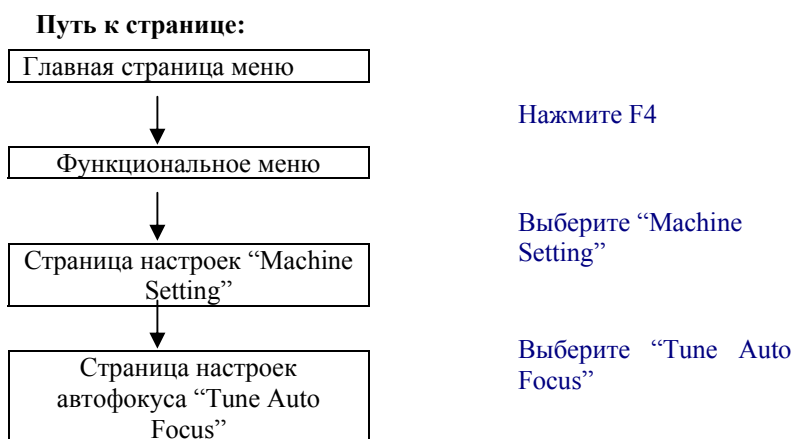 Путь к странице:
Главная страница меню
Нажмите F4
Функциональное меню
Выберите “Machine
Setting”
Страница настроек “Machine
Setting”
Выберите “Tune Auto
Focus”
Страница настроек
автофокуса “Tune Auto
Focus”